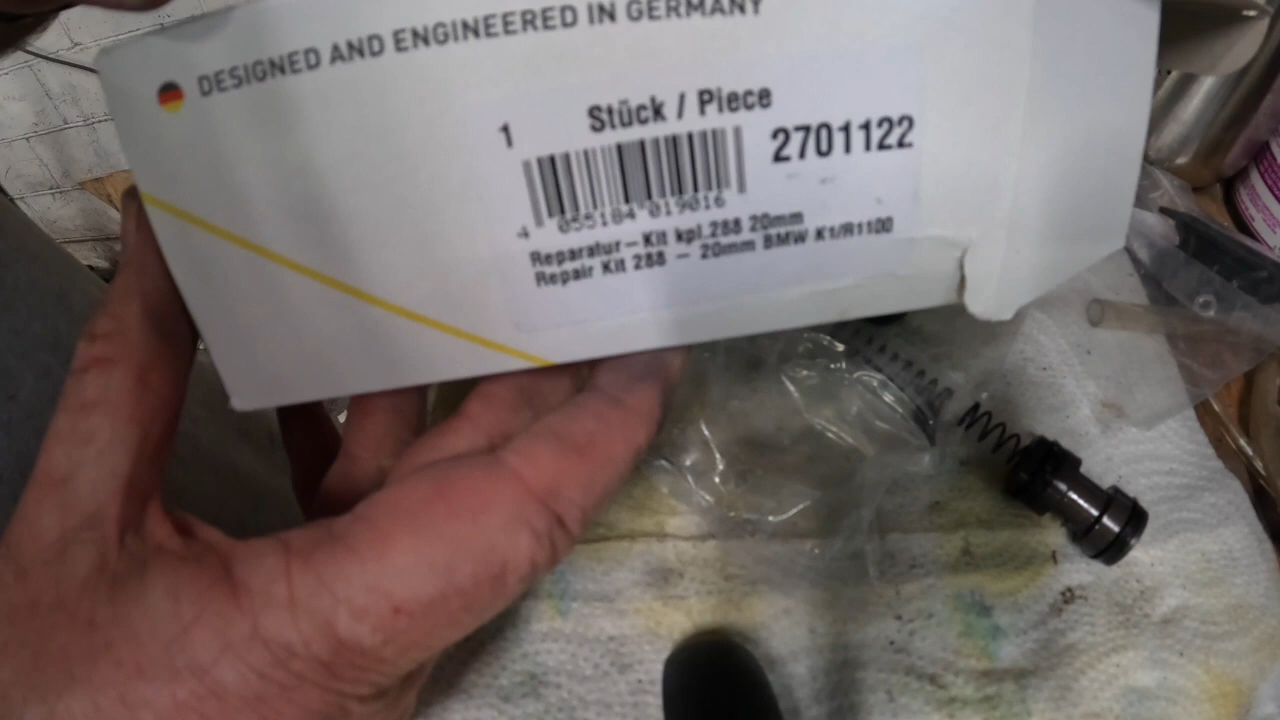 DESIGNED AND ENGINEERED IN GERMANY
1 Stück / Piece
2701122
4 055184 019016
Reparatur-Kit kpl.288 20mm
Repair Kit 288 - 20mm BMW K1/R1100